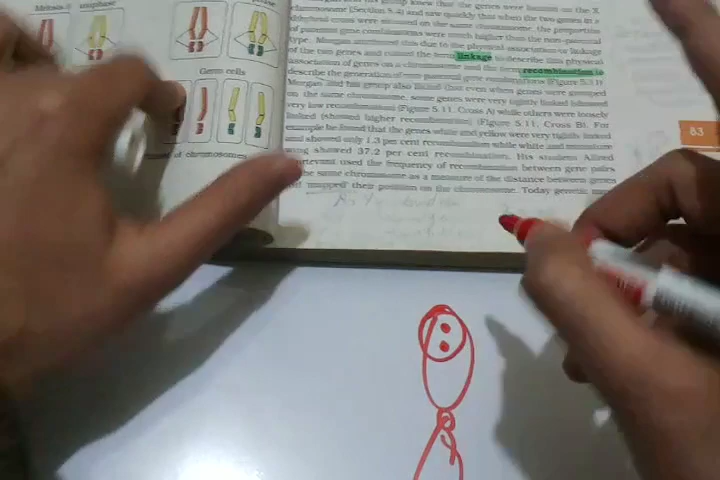 Meiosis I anaphase
Germ cells
of chromosomes
knew that the genes were located on the X
chromosome (Section 5.4) and saw quickly that when the two genes in a
dihybrid cross were situated on the same chromosome, the proportion
of parental gene combinations were much higher than the non-parental
type. Morgan attributed this due to the physical association or linkage
of the two genes and coined the term linkage to describe this physical
association of genes on a chromosome and the term recombination to
describe the generation of non-parental gene combinations (Figure 5.11).
Morgan and his group also found that even when genes were grouped
on the same chromosome, some genes were very tightly linked (showed
very low recombination) (Figure 5.11, Cross A) while others were loosely
linked (showed higher recombination) (Figure 5.11, Cross B). For
example he found that the genes white and yellow were very tightly linked
and showed only 1.3 per cent recombination while white and miniature
wing showed 37.2 per cent recombination. His student Alfred
Sturtevant used the frequency of recombination between gene pairs
the same chromosome as a measure of the distance between genes
mapped their position on the chromosome. Today genetic
83